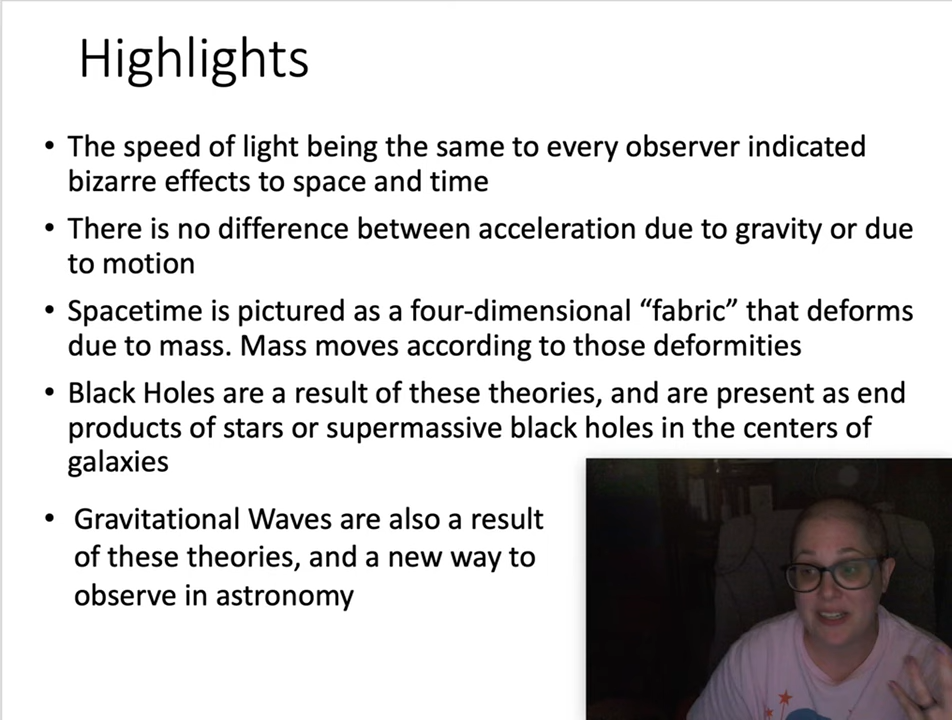 Highlights
• The speed of light being the same to every observer indicated
bizarre effects to space and time
• There is no difference between acceleration due to gravity or due
to motion
• Spacetime is pictured as a four-dimensional “fabric” that deforms
due to mass. Mass moves according to those deformities
• Black Holes are a result of these theories, and are present as end
products of stars or supermassive black holes in the centers of
galaxies
• Gravitational Waves are also a result
of these theories, and a new way to
observe in astronomy